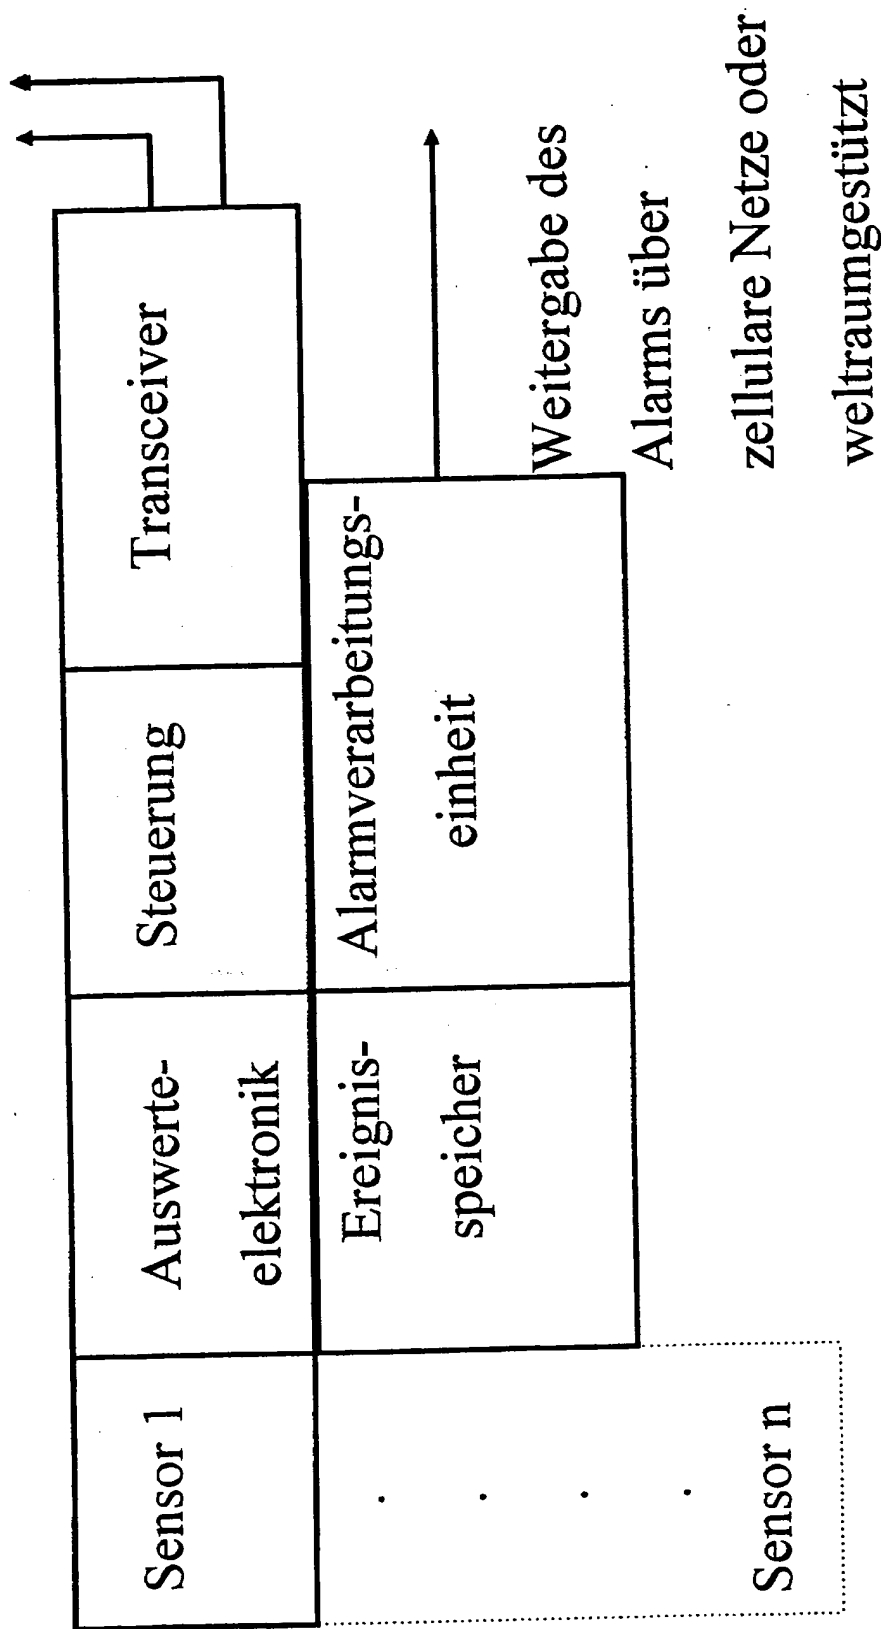 Sensor 1
Auswerte-
elektronik
Steuerung
Transceiver
Ereignis-
speicher
Alarmverarbeitungs-
einheit
Sensor n
Weitergabe des
Alarms über
zellulare Netze oder
weltraumgestützt